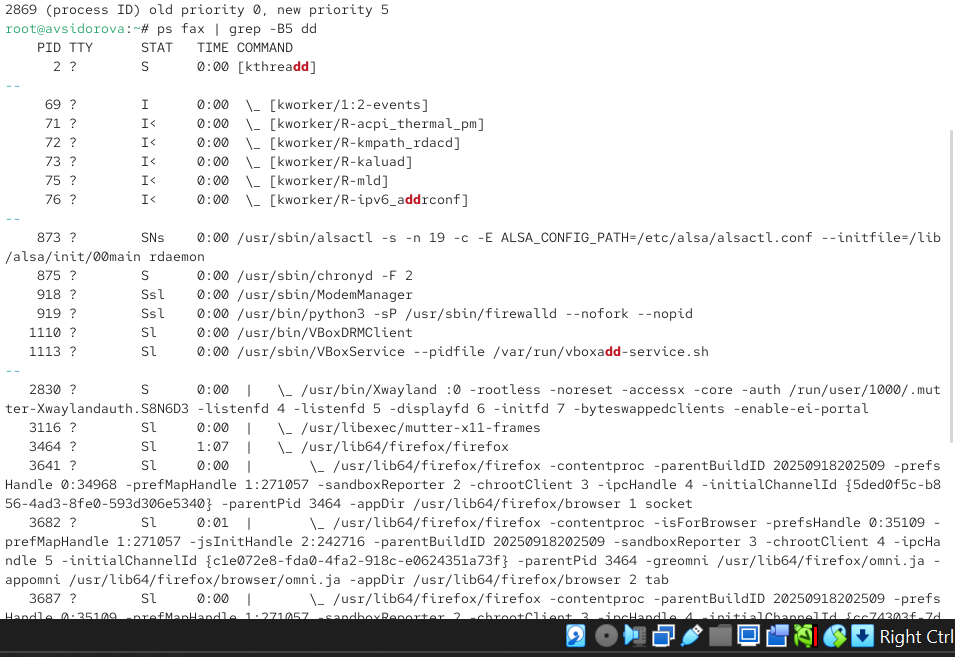 2869 (process ID) old priority 0, new priority 5
root@avsidorova:~# ps fax | grep -B5 dd
    PID TTY      STAT   TIME COMMAND
      2 ?        S      0:00 [kthreadd]
--
     69 ?        I      0:00  \_ [kworker/1:2-events]
     71 ?        I<     0:00  \_ [kworker/R-acpi_thermal_pm]
     72 ?        I<     0:00  \_ [kworker/R-kmpath_rdacd]
     73 ?        I<     0:00  \_ [kworker/R-kaluad]
     75 ?        I<     0:00  \_ [kworker/R-mld]
     76 ?        I<     0:00  \_ [kworker/R-ipv6_addrconf]
--
    873 ?        SNs    0:00 /usr/sbin/alsactl -s -n 19 -c -E ALSA_CONFIG_PATH=/etc/alsa/alsactl.conf --initfile=/lib
/alsa/init/00main rdaemon
    875 ?        S      0:00 /usr/sbin/chronyd -F 2
    918 ?        Ssl    0:00 /usr/sbin/ModemManager
    919 ?        Ssl    0:00 /usr/bin/python3 -sP /usr/sbin/firewalld --nofork --nopid
   1110 ?        Sl     0:00 /usr/bin/VBoxDRMClient
   1113 ?        Sl     0:00 /usr/sbin/VBoxService --pidfile /var/run/vboxadd-service.sh
--
   2830 ?        S      0:00  |   \_ /usr/bin/Xwayland :0 -rootless -noreset -accessx -core -auth /run/user/1000/.mut
ter-Xwaylandauth.S8N6D3 -listenfd 4 -listenfd 5 -displayfd 6 -initfd 7 -byteswappedclients -enable-ei-portal
   3116 ?        Sl     0:00  |   \_ /usr/libexec/mutter-x11-frames
   3464 ?        Sl     1:07  |   \_ /usr/lib64/firefox/firefox
   3641 ?        Sl     0:00  |       \_ /usr/lib64/firefox/firefox -contentproc -parentBuildID 20250918202509 -prefs
Handle 0:34968 -prefMapHandle 1:271057 -sandboxReporter 2 -chrootClient 3 -ipcHandle 4 -initialChannelId {5ded0f5c-b8
56-4ad3-8fe0-593d306e5340} -parentPid 3464 -appDir /usr/lib64/firefox/browser 1 socket
   3682 ?        Sl     0:01  |       \_ /usr/lib64/firefox/firefox -contentproc -isForBrowser -prefsHandle 0:35109 -
prefMapHandle 1:271057 -jsInitHandle 2:242716 -parentBuildID 20250918202509 -sandboxReporter 3 -chrootClient 4 -ipcHa
ndle 5 -initialChannelId {c1e072e8-fda0-4fa2-918c-e0624351a73f} -parentPid 3464 -greomni /usr/lib64/firefox/omni.ja -
appomni /usr/lib64/firefox/browser/omni.ja -appDir /usr/lib64/firefox/browser 2 tab
   3687 ?        Sl     0:00  |       \_ /usr/lib64/firefox/firefox -contentproc -parentBuildID 20250918202509 -prefs
Handle 0:35109 -prefMapHandle 1:271057 -sandboxReporter 2 -chrootClient 3 -ipcHandle 4 -initialChannelId {cc74303f-7d
Right Ctrl